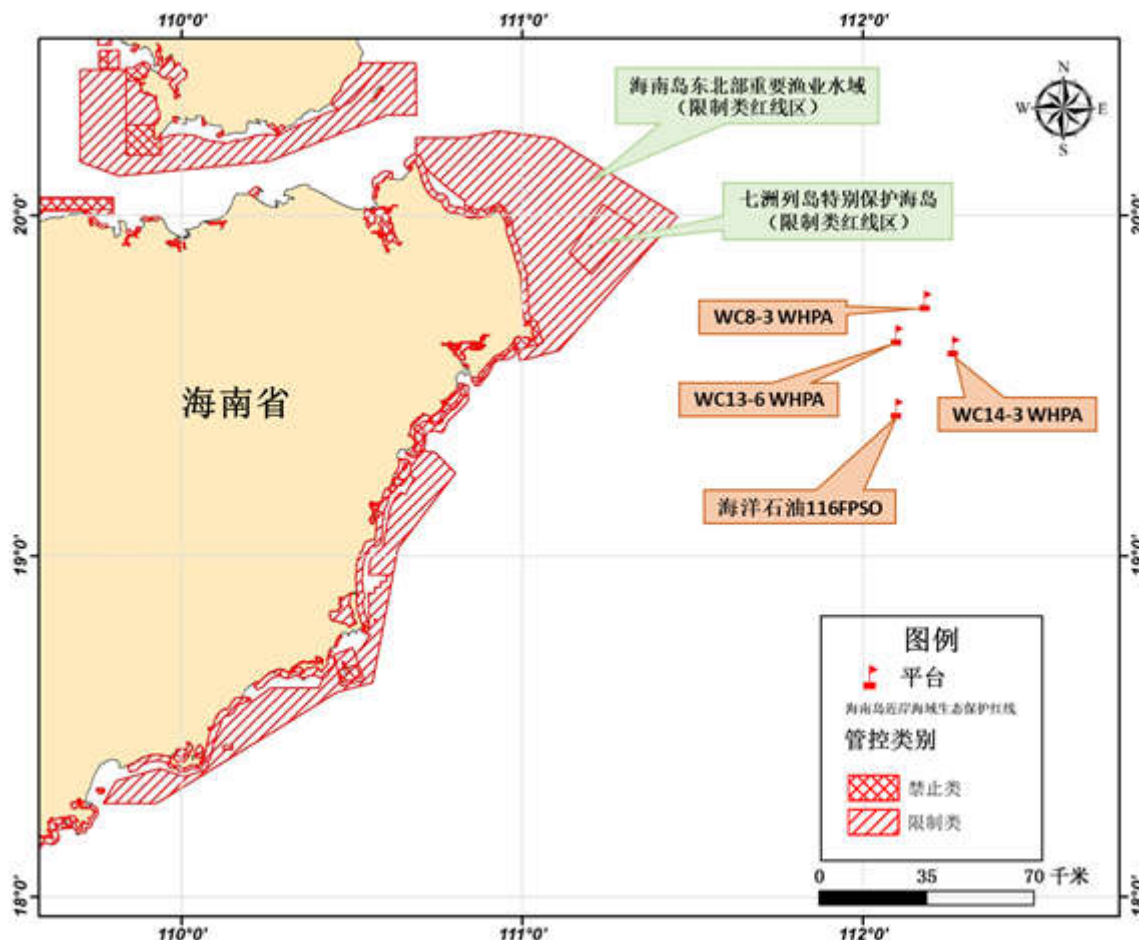 110°0'
111°0'
112°0'
海南岛东北部重要渔业水域
（限制类红线区）
N
W
E
S
七洲列岛特别保护海岛
（限制类红线区）
20°0'
20°0'
WC8-3 WHPA
WC13-6 WHPA
WC14-3 WHPA
海南省
海洋石油116FPSO
19°0'
19°0'
图例
平台
海南岛近岸海域生态保护红线
管控类别
禁止类
限制类
0 35 70 千米
18°0'
18°0'
110°0'
111°0'
112°0'